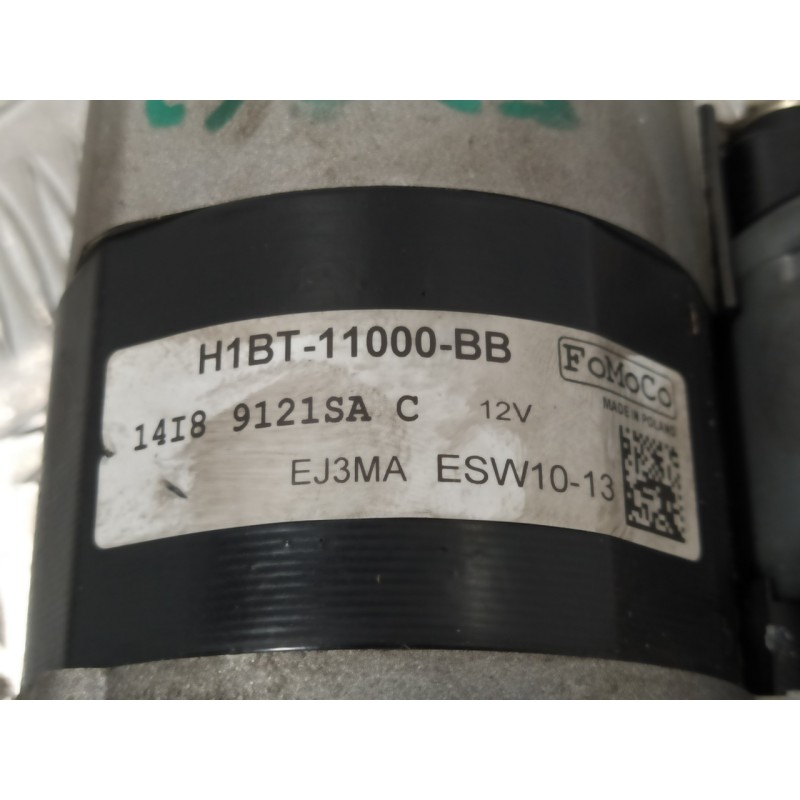 H1BT-11000-BB
FoMoCo
MADE IN POLAND
14I8 9121SA C 12V
EJ3MA ESW10-13